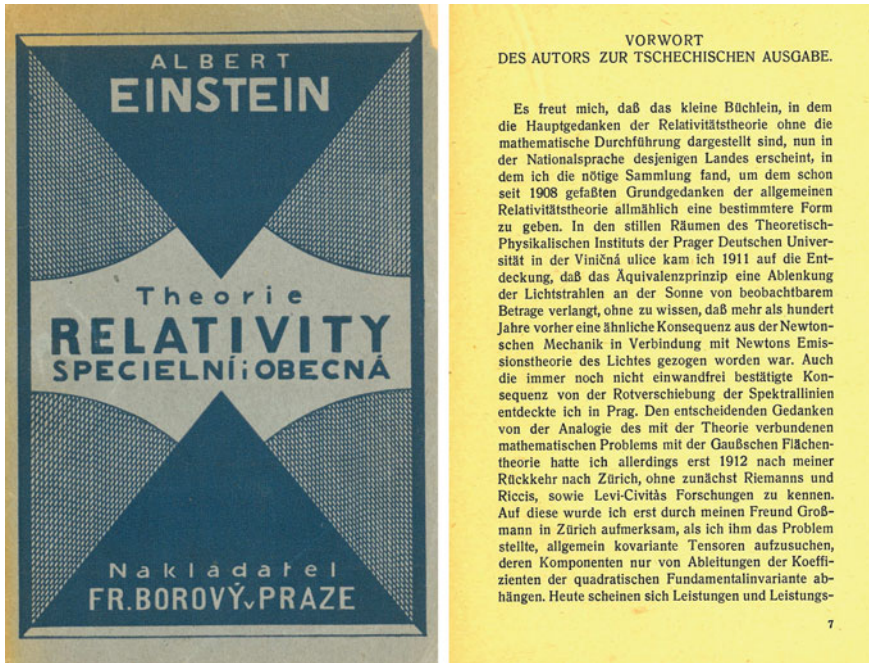 ALBERT
EINSTEIN
Theorie
RELATIVITY
SPECIELNÍ i OBECNÁ
Nakladatel
FR. BOROVÝ v PRAZE
VORWORT
DES AUTORS ZUR TSCHECHISCHEN AUSGABE.
Es freut mich, daß das kleine Büchlein, in dem
die Hauptgedanken der Relativitätstheorie ohne die
mathematische Durchführung dargestellt sind, nun in
der Nationalsprache desjenigen Landes erscheint, in
dem ich die nötige Sammlung fand, um dem schon
seit 1908 gefaßten Grundgedanken der allgemeinen
Relativitätstheorie allmählich eine bestimmtere Form
zu geben. In den stillen Räumen des Theoretisch-
Physikalischen Instituts der Prager Deutschen Univer-
sität in der Viničná ulice kam ich 1911 auf die Ent-
deckung, daß das Äquivalenzprinzip eine Ablenkung
der Lichtstrahlen an der Sonne von beobachtbarem
Betrage verlangt, ohne zu wissen, daß mehr als hundert
Jahre vorher eine ähnliche Konsequenz aus der Newton-
schen Mechanik in Verbindung mit Newtons Emis-
sionstheorie des Lichtes gezogen worden war. Auch
die immer noch nicht einwandfrei bestätigte Kon-
sequenz von der Rotverschiebung der Spektrallinien
entdeckte ich in Prag. Den entscheidenden Gedanken
von der Analogie des mit der Theorie verbundenen
mathematischen Problems mit der Gaußschen Flächen-
theorie hatte ich allerdings erst 1912 nach meiner
Rückkehr nach Zürich, ohne zunächst Riemanns und
Riccis, sowie Levi-Civitàs Forschungen zu kennen.
Auf diese wurde ich erst durch meinen Freund Groß-
mann in Zürich aufmerksam, als ich ihm das Problem
stellte, allgemein kovariante Tensoren aufzusuchen,
deren Komponenten nur von Ableitungen der Koeffi-
zienten der quadratischen Fundamentalinvariante ab-
hängen. Heute scheinen sich Leistungen und Leistungs-
7